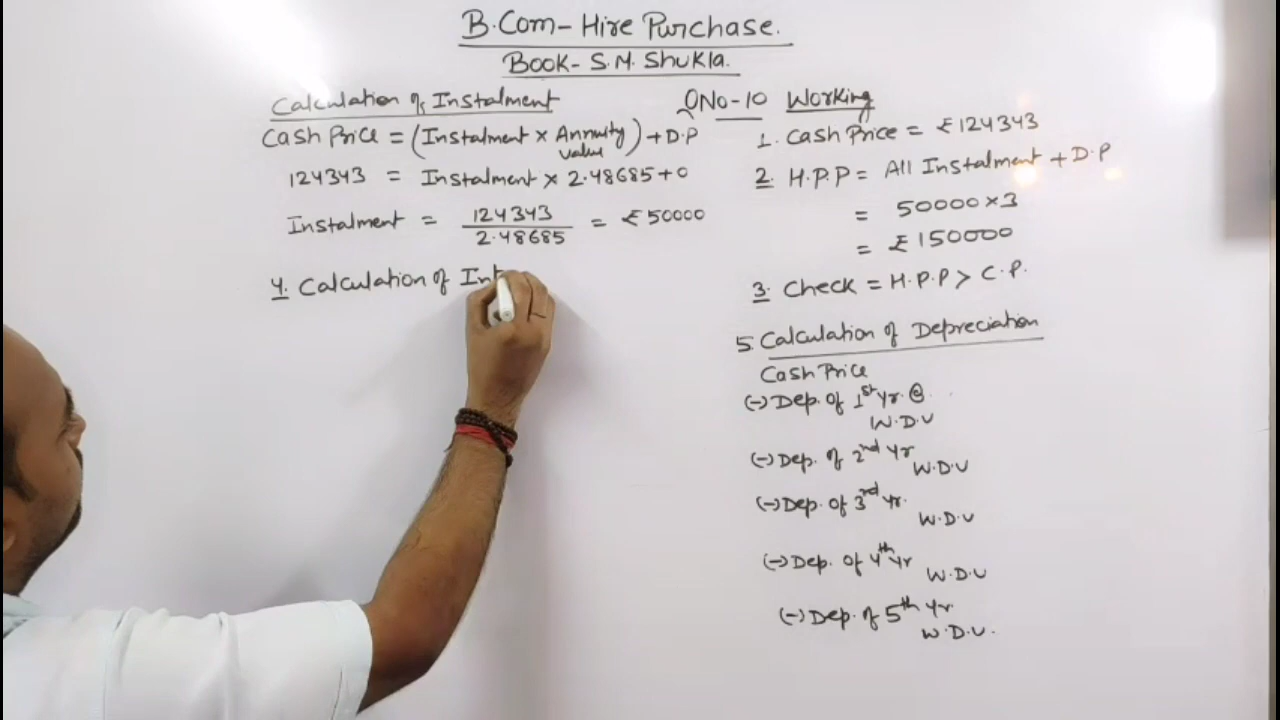 B.Com- Hire Purchase.
Book- S.M. Shukla.
Calculation of Instalment
Cash Price = (Instalment × Annuity value) + D.P
124343 = Instalment × 2.48685 + 0
Instalment = 124343 / 2.48685 = ₹50000
4. Calculation of Int
QNo-10 Working
1. Cash Price = ₹124343
2. H.P.P = All Instalment + D.P
= 50000×3
= ₹150000
3. Check = H.P.P > C.P.
5. Calculation of Depreciation
Cash Price
(-) Dep. of 1st Yr. @
W.D.V
(-) Dep. of 2nd Yr
W.D.V
(-) Dep. of 3rd Yr.
W.D.V
(-) Dep. of 4th Yr
W.D.V
(-) Dep. of 5th Yr.
W.D.V.